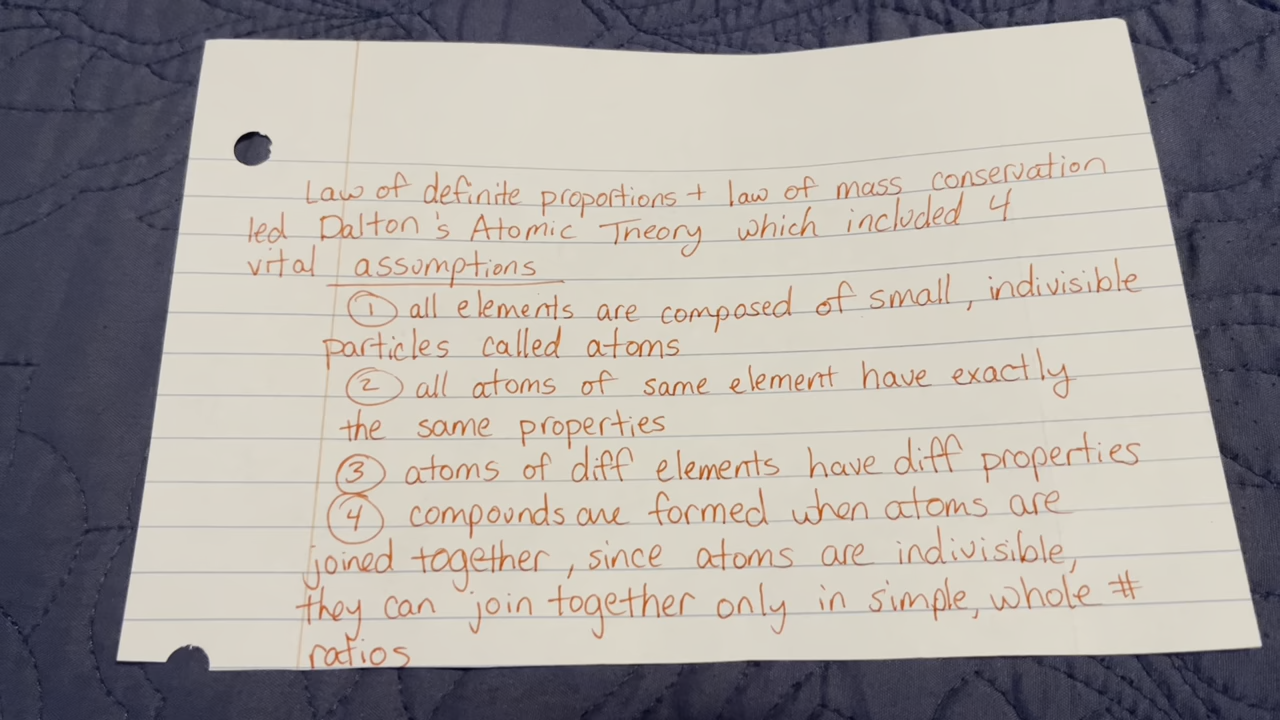 Law of definite proportions + law of mass conservation
led Dalton's Atomic Theory which included 4
vital assumptions
① all elements are composed of small, indivisible
particles called atoms
② all atoms of same element have exactly
the same properties
③ atoms of diff elements have diff properties
④ compounds are formed when atoms are
joined together, since atoms are indivisible,
they can join together only in simple, whole #
ratios